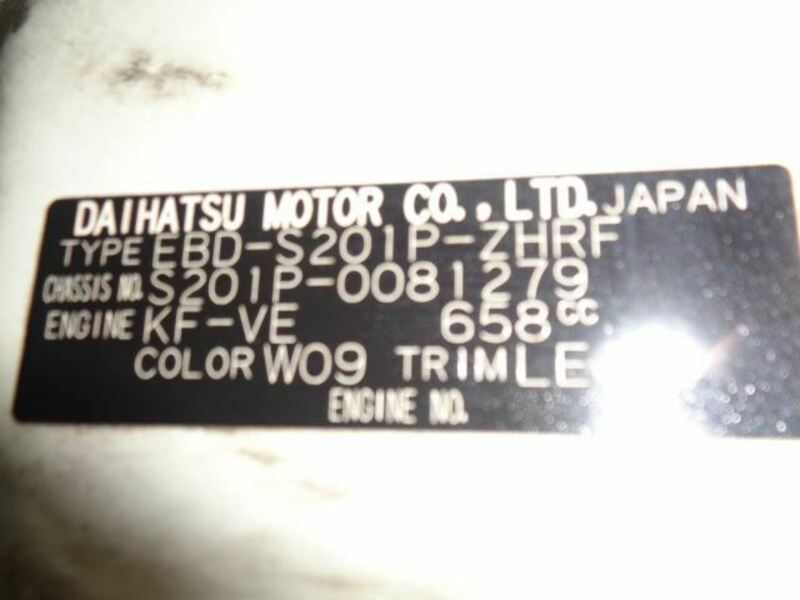 DAIHATSU MOTOR CO., LTD. JAPAN
TYPE EBD-S201P-ZHRF
CHASSIS NO. S201P-0081279
ENGINE KF-VE 658cc
COLOR W09 TRIM LE
ENGINE NO.